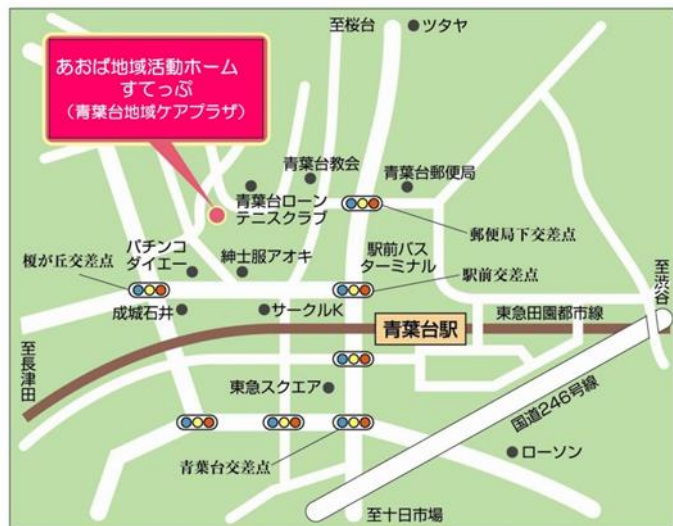 至桜台
ツタヤ
あおば地域活動ホーム
すてっぷ
(青葉台地域ケアプラザ)
青葉台教会
青葉台郵便局
青葉台ローン
テニスクラブ
郵便局下交差点
パチンコ
ダイエー
紳士服アオキ
駅前バス
ターミナル
榎が丘交差点
駅前交差点
至渋谷
成城石井
サークルK
東急田園都市線
青葉台駅
至長津田
東急スクエア
国道246号線
青葉台交差点
ローソン
至十日市場